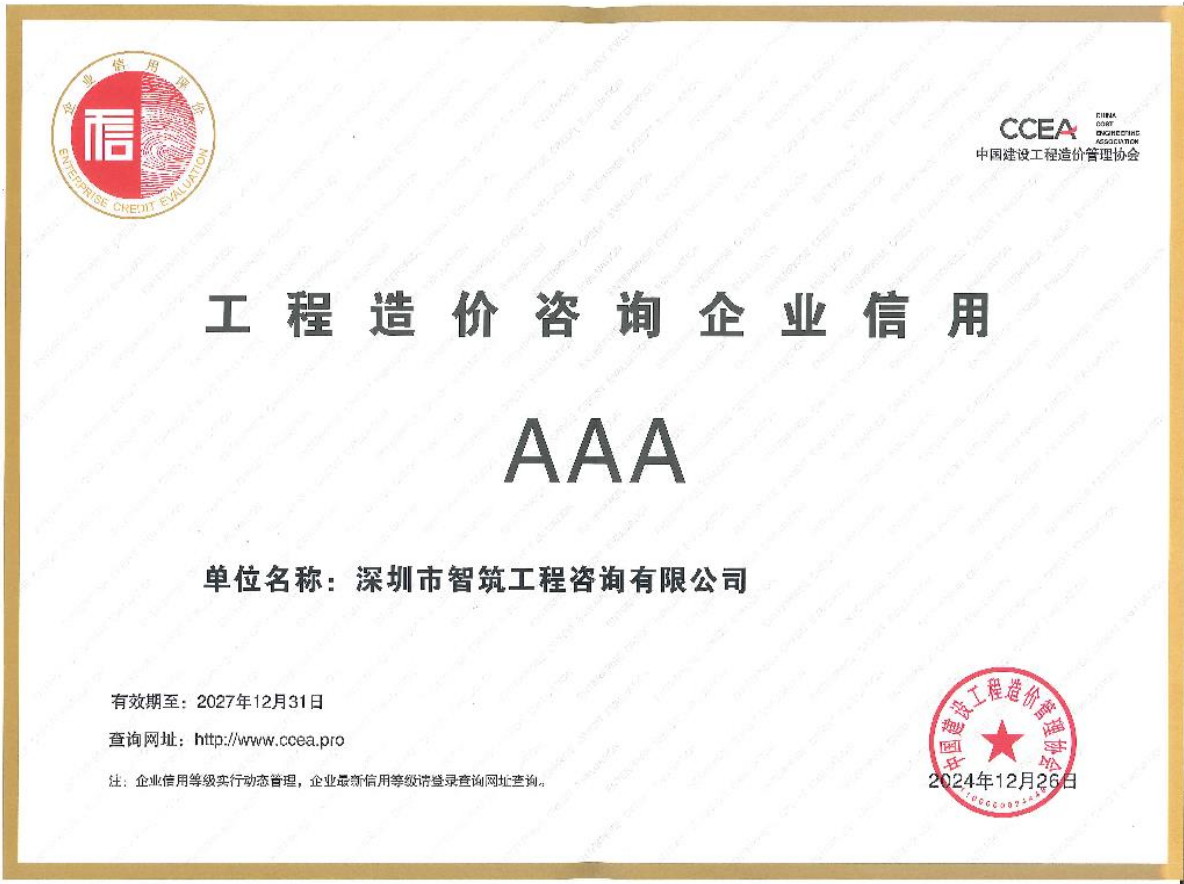 企业信用评价
信
ENTERPRISE CREDIT EVALUATION
CCEA
CHINA
COST
ENGINEERING
ASSOCIATION
中国建设工程造价管理协会
工程造价咨询企业信用
AAA
单位名称：深圳市智筑工程咨询有限公司
有效期至：2027年12月31日
查询网址：http://www.ccea.pro
注：企业信用等级实行动态管理，企业最新信用等级请登录查询网址查询。
中国建设工程造价管理协会
2024年12月26日